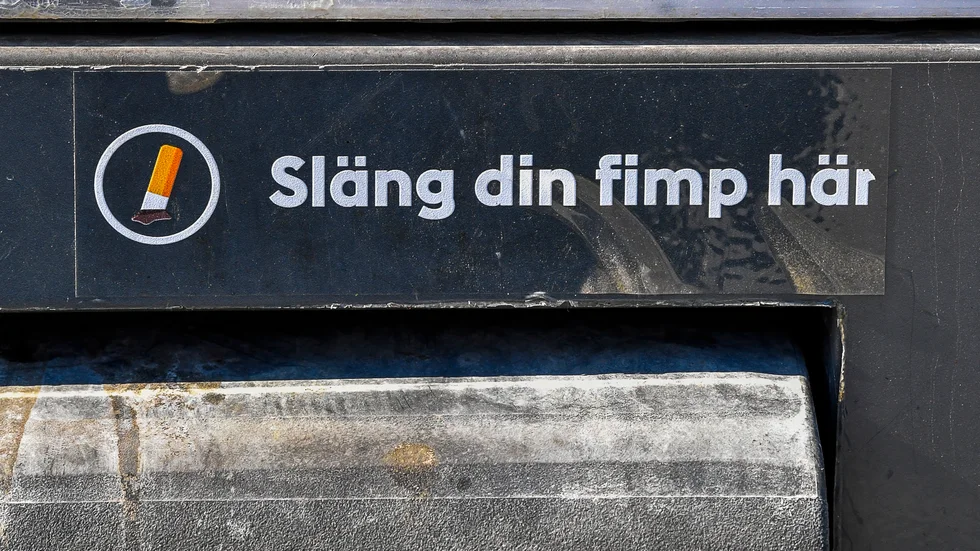 Släng din fimp här